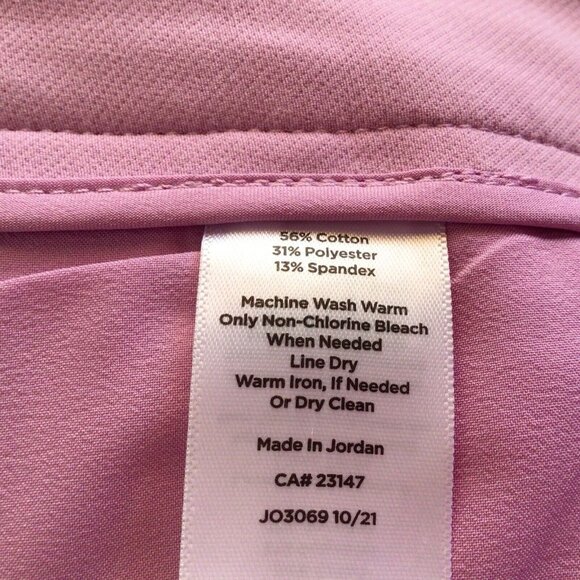 56% Cotton
31% Polyester
13% Spandex
Machine Wash Warm
Only Non-Chlorine Bleach
When Needed
Line Dry
Warm Iron, If Needed
Or Dry Clean
Made In Jordan
CA# 23147
JO3069 10/21